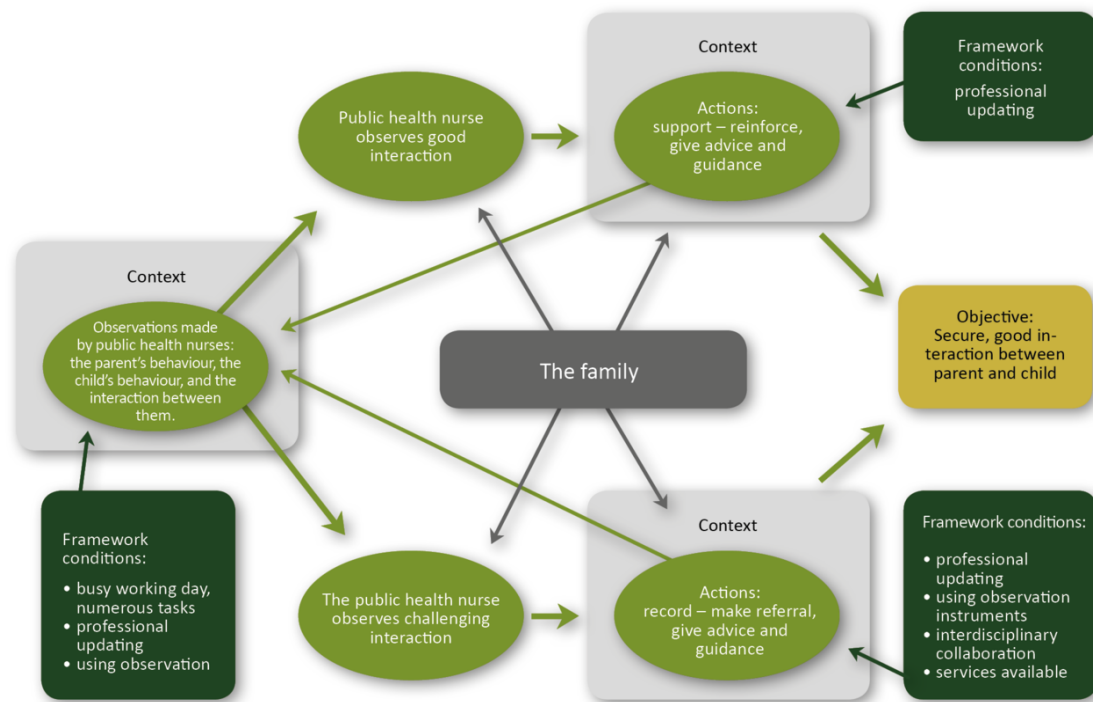 Context
Observations made
by public health nurses:
the parent’s behaviour, the
child’s behaviour, and the
interaction between
them.
Framework
conditions:
• busy working day,
numerous tasks
• professional
updating
• using observation
Public health nurse
observes good
interaction
Context
Actions:
support – reinforce,
give advice and
guidance
Framework
conditions:
professional
updating
The family
Objective:
Secure, good in-
teraction between
parent and child
The public health nurse
observes challenging
interaction
Context
Actions:
record – make referral,
give advice and
guidance
Framework conditions:
• professional
updating
• using observation
instruments
• interdisciplinary
collaboration
• services available